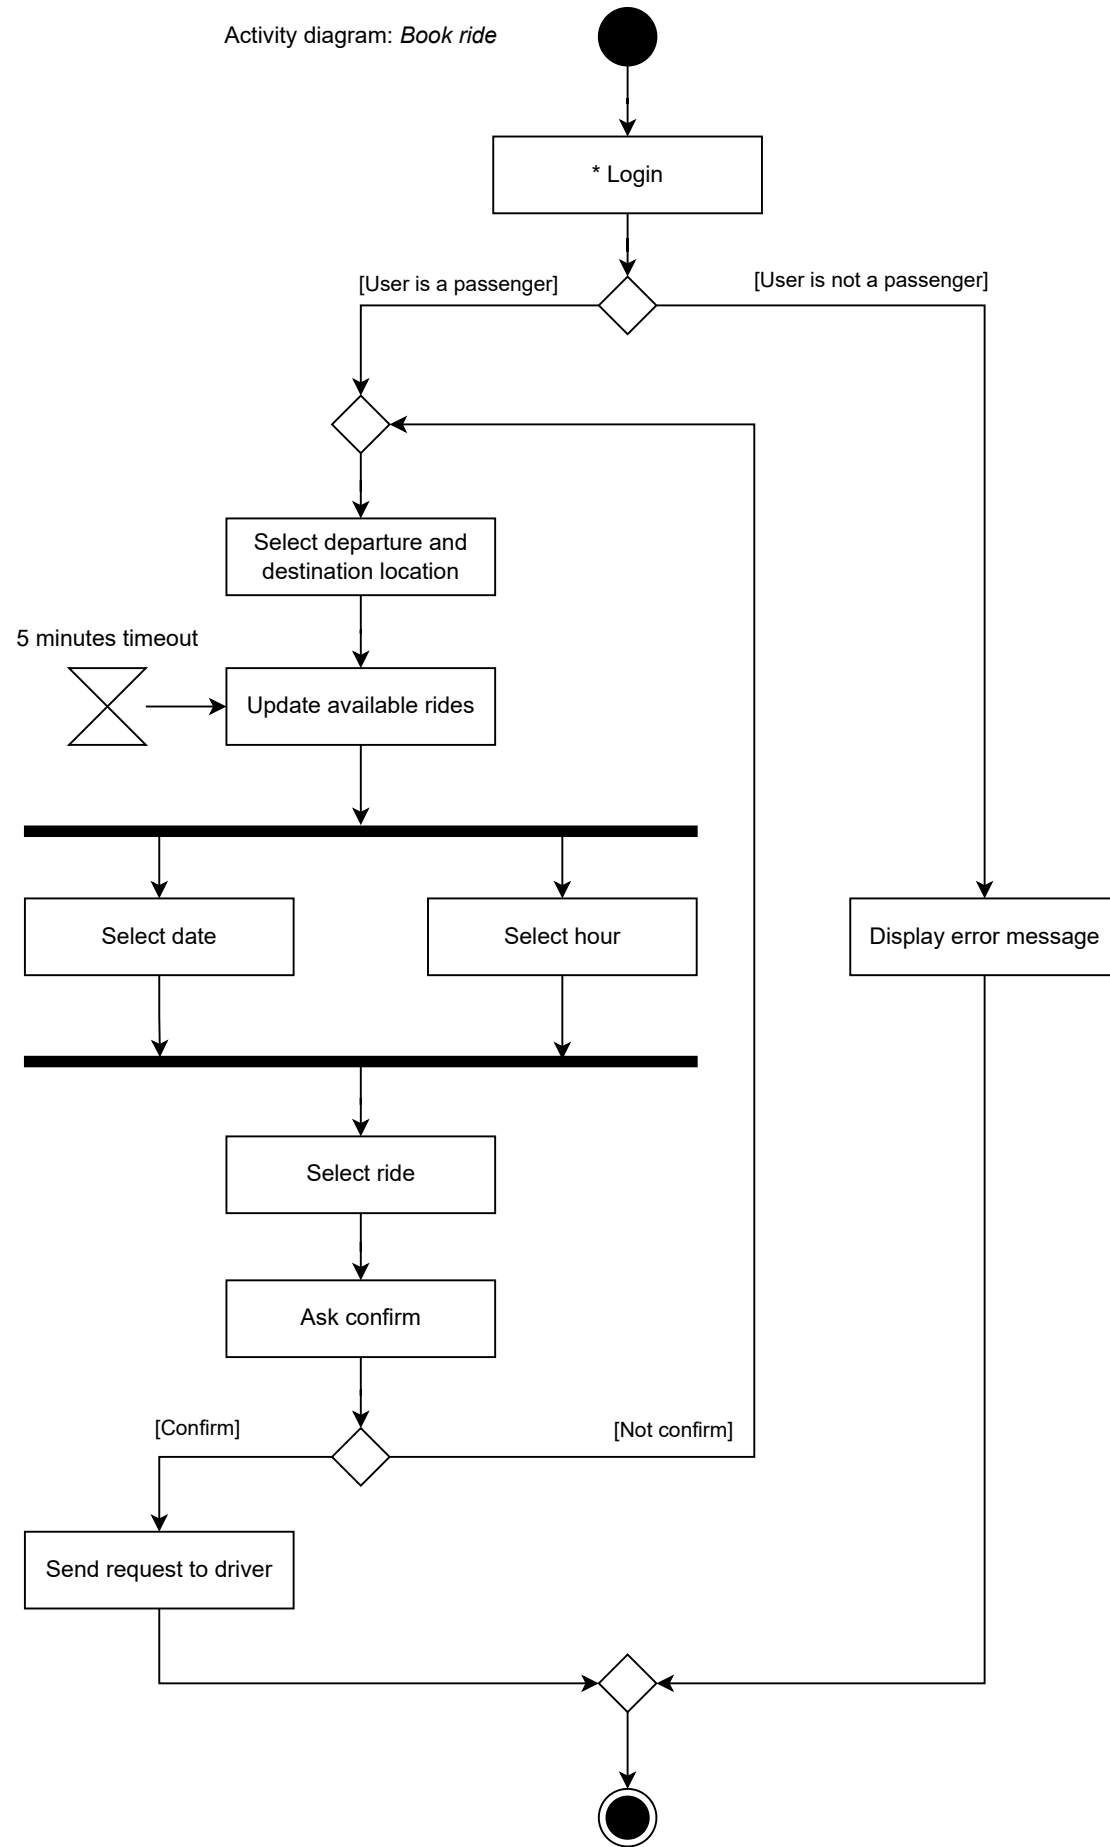 Activity diagram: Book ride
* Login
[User is a passenger]
[User is not a passenger]
Select departure and
destination location
5 minutes timeout
Update available rides
Select date
Select hour
Display error message
Select ride
Ask confirm
[Confirm]
[Not confirm]
Send request to driver